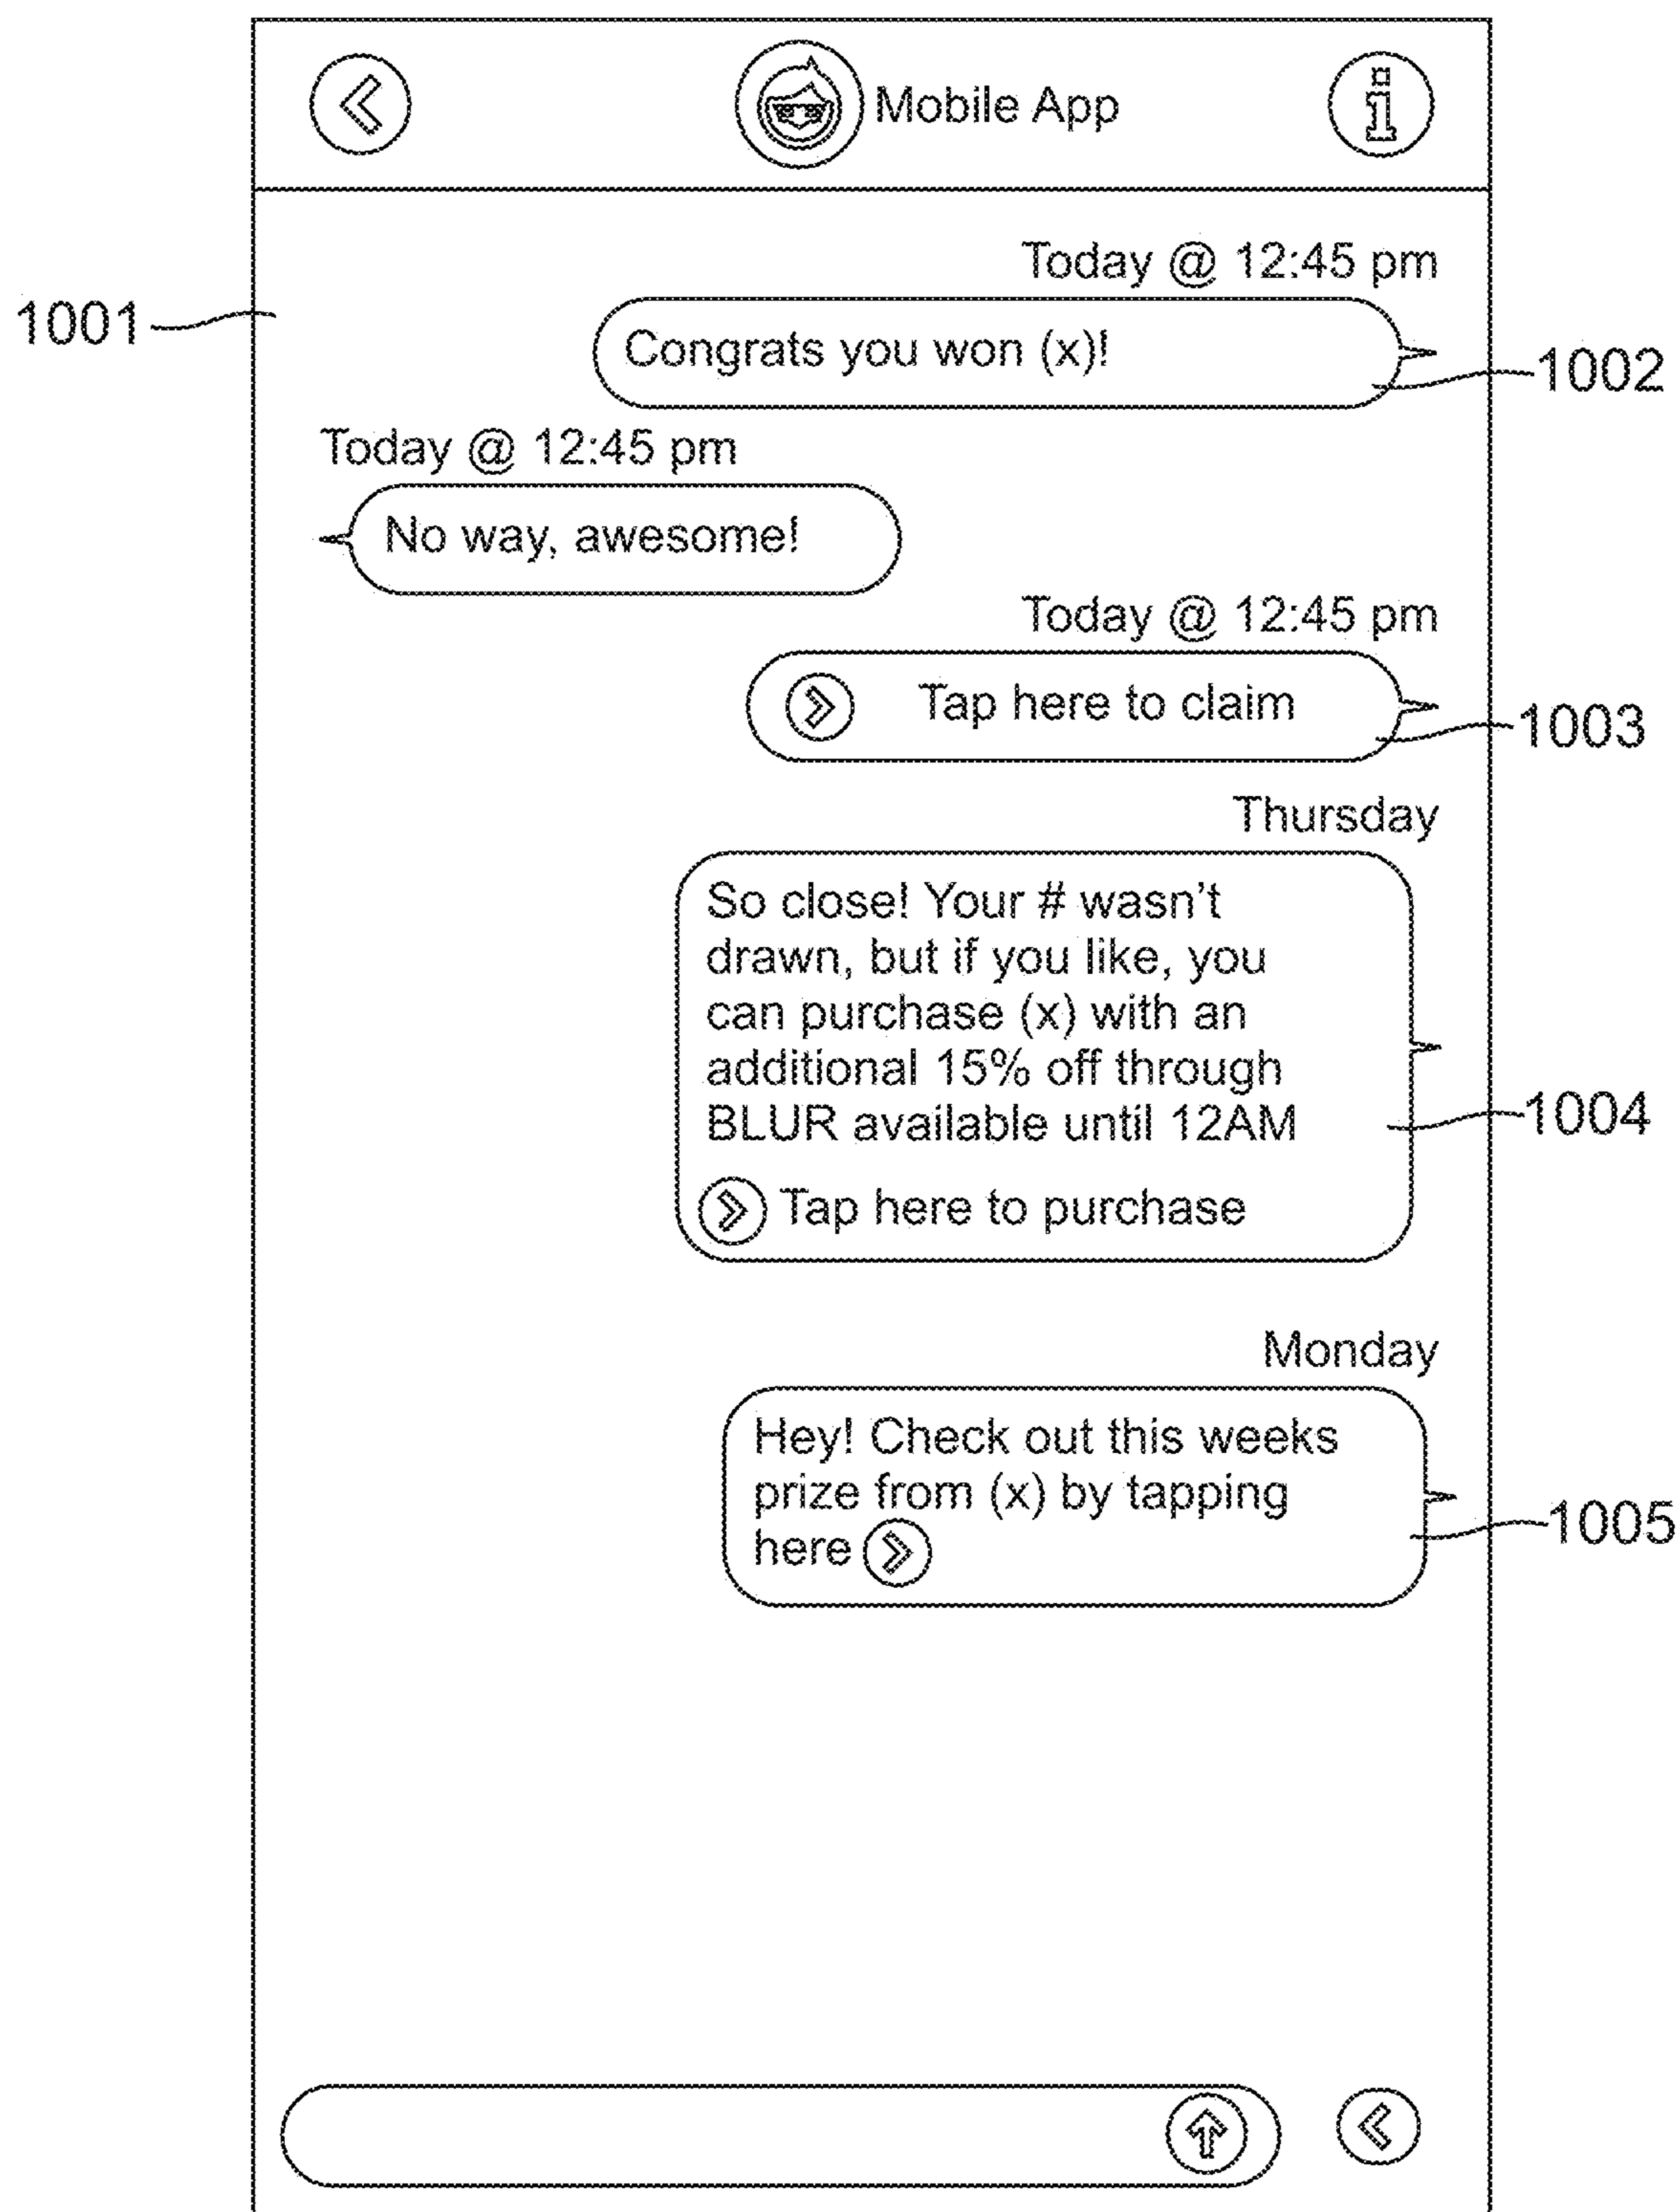 Mobile App
i
Today @ 12:45 pm
1001
Congrats you won (x)!
1002
Today @ 12:45 pm
No way, awesome!
Today @ 12:45 pm
Tap here to claim
1003
Thursday
So close! Your # wasn't
drawn, but if you like, you
can purchase (x) with an
additional 15% off through
BLUR available until 12AM
1004
Tap here to purchase
Monday
Hey! Check out this weeks
prize from (x) by tapping
here
1005